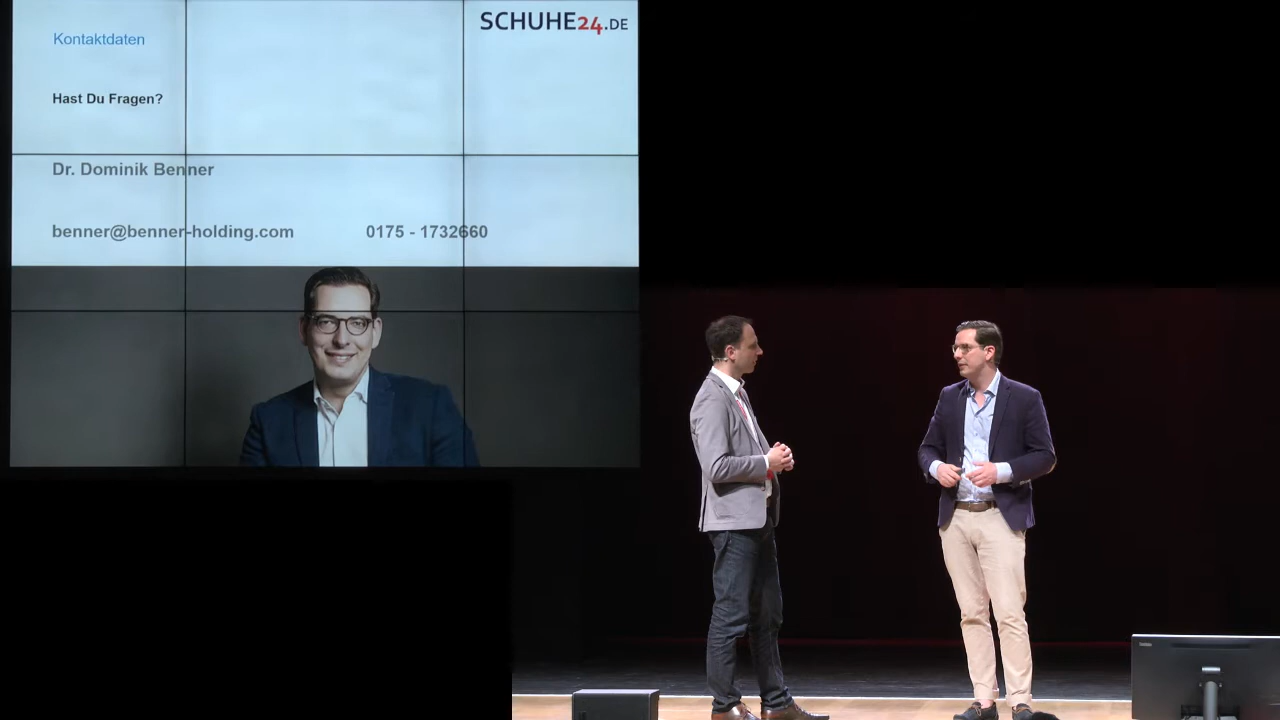 SCHUHE24.DE
Kontaktdaten
Hast Du Fragen?
Dr. Dominik Benner
benner@benner-holding.com 0175 - 1732660